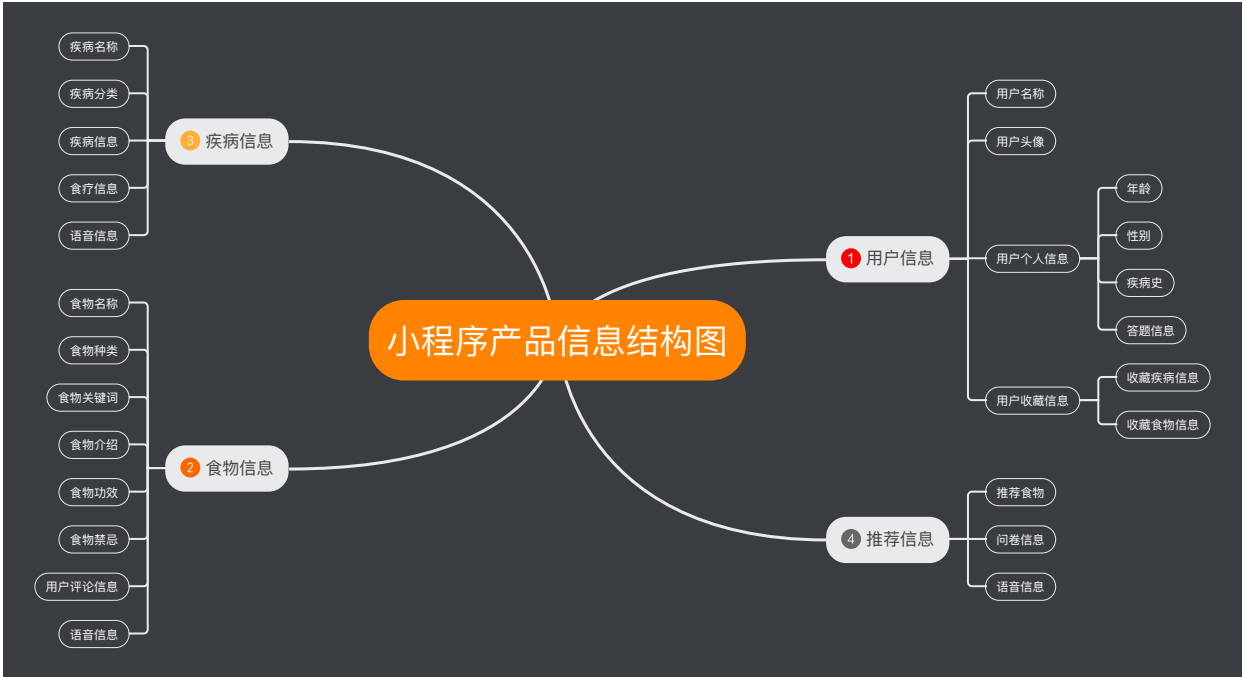 小程序产品信息结构图
1 用户信息
用户名称
用户头像
用户个人信息
年龄
性别
疾病史
答题信息
用户收藏信息
收藏疾病信息
收藏食物信息
2 食物信息
食物名称
食物种类
食物关键词
食物介绍
食物功效
食物禁忌
用户评论信息
语音信息
3 疾病信息
疾病名称
疾病分类
疾病信息
食疗信息
语音信息
4 推荐信息
推荐食物
问卷信息
语音信息